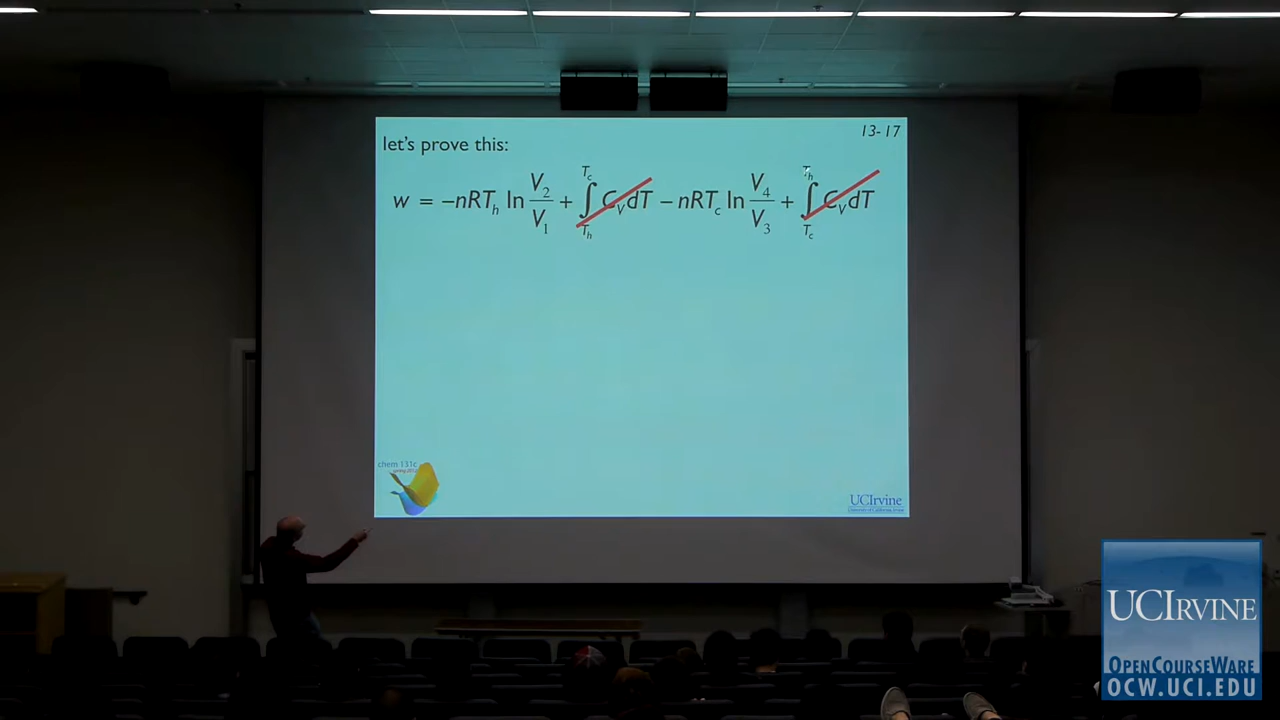 13-17
let's prove this:
w = −nRT_h ln V_2/V_1 + ∫_{T_h}^{T_c} C_V dT − nRT_c ln V_4/V_3 + ∫_{T_c}^{T_h} C_V dT
chem 131c
UCIrvine
UCIRVINE
OPENCOURSEWARE
OCW.UCI.EDU